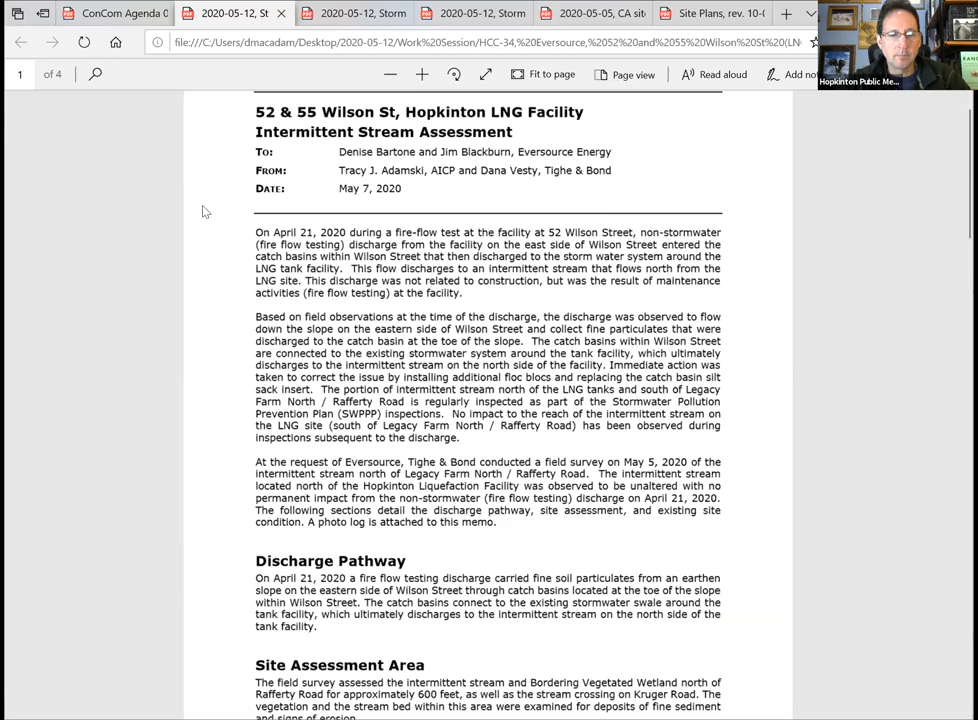 ConCom Agenda 0
2020-05-12, St
2020-05-12, Storm
2020-05-12, Storm
2020-05-05, CA site
Site Plans, rev. 10-0
file:///C:/Users/dmacadam/Desktop/2020-05-12/Work%20Session/HCC-34,%20Eversource,%2052%20and%2055%20Wilson%20St%20(LN
1 of 4
Fit to page
Page view
Read aloud
Add no
Hopkinton Public Me...
52 & 55 Wilson St, Hopkinton LNG Facility
Intermittent Stream Assessment
TO: Denise Bartone and Jim Blackburn, Eversource Energy
FROM: Tracy J. Adamski, AICP and Dana Vesty, Tighe & Bond
DATE: May 7, 2020
On April 21, 2020 during a fire-flow test at the facility at 52 Wilson Street, non-stormwater
(fire flow testing) discharge from the facility on the east side of Wilson Street entered the
catch basins within Wilson Street that then discharged to the storm water system around the
LNG tank facility. This flow discharges to an intermittent stream that flows north from the
LNG site. This discharge was not related to construction, but was the result of maintenance
activities (fire flow testing) at the facility.
Based on field observations at the time of the discharge, the discharge was observed to flow
down the slope on the eastern side of Wilson Street and collect fine particulates that were
discharged to the catch basin at the toe of the slope. The catch basins within Wilson Street
are connected to the existing stormwater system around the tank facility, which ultimately
discharges to the intermittent stream on the north side of the facility. Immediate action was
taken to correct the issue by installing additional floc blocs and replacing the catch basin silt
sack insert. The portion of intermittent stream north of the LNG tanks and south of Legacy
Farm North / Rafferty Road is regularly inspected as part of the Stormwater Pollution
Prevention Plan (SWPPP) inspections. No impact to the reach of the intermittent stream on
the LNG site (south of Legacy Farm North / Rafferty Road) has been observed during
inspections subsequent to the discharge.
At the request of Eversource, Tighe & Bond conducted a field survey on May 5, 2020 of the
intermittent stream north of Legacy Farm North / Rafferty Road. The intermittent stream
located north of the Hopkinton Liquefaction Facility was observed to be unaltered with no
permanent impact from the non-stormwater (fire flow testing) discharge on April 21, 2020.
The following sections detail the discharge pathway, site assessment, and existing site
condition. A photo log is attached to this memo.
Discharge Pathway
On April 21, 2020 a fire flow testing discharge carried fine soil particulates from an earthen
slope on the eastern side of Wilson Street through catch basins located at the toe of the slope
within Wilson Street. The catch basins connect to the existing stormwater swale around the
tank facility, which ultimately discharges to the intermittent stream on the north side of the
tank facility.
Site Assessment Area
The field survey assessed the intermittent stream and Bordering Vegetated Wetland north of
Rafferty Road for approximately 600 feet, as well as the stream crossing on Kruger Road. The
vegetation and the stream bed within this area were examined for deposits of fine sediment
and signs of erosion.